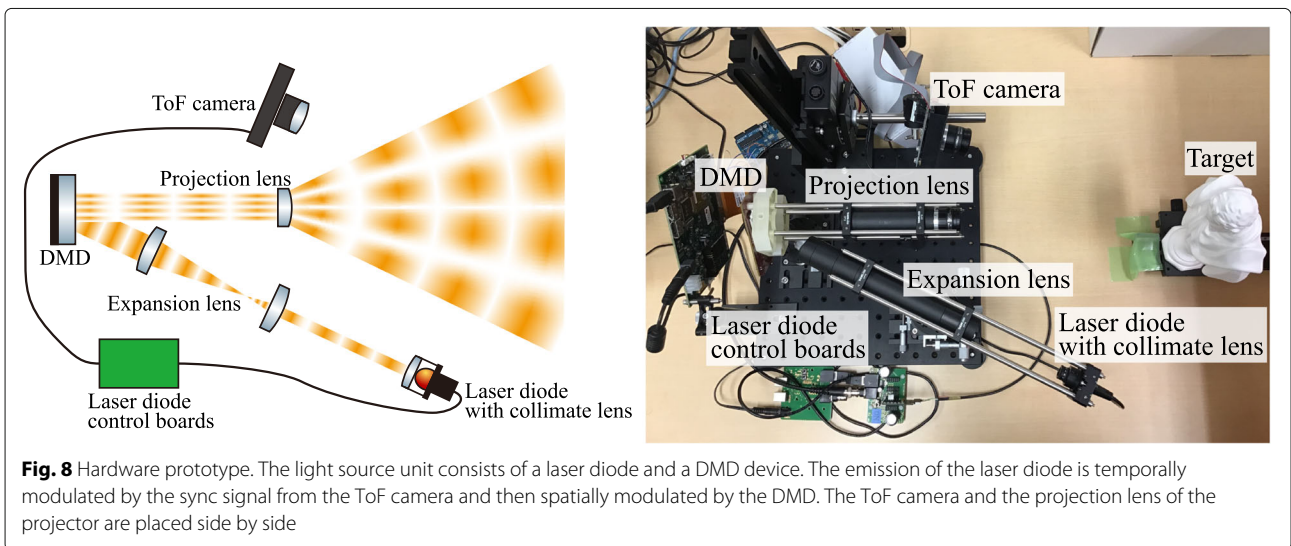 ToF camera
Projection lens
DMD
Expansion lens
Laser diode
control boards
Laser diode
with collimate lens
ToF camera
Target
DMD
Projection lens
Expansion lens
Laser diode
control boards
Laser diode
with collimate lens
Fig. 8 Hardware prototype. The light source unit consists of a laser diode and a DMD device. The emission of the laser diode is temporally
modulated by the sync signal from the ToF camera and then spatially modulated by the DMD. The ToF camera and the projection lens of the
projector are placed side by side